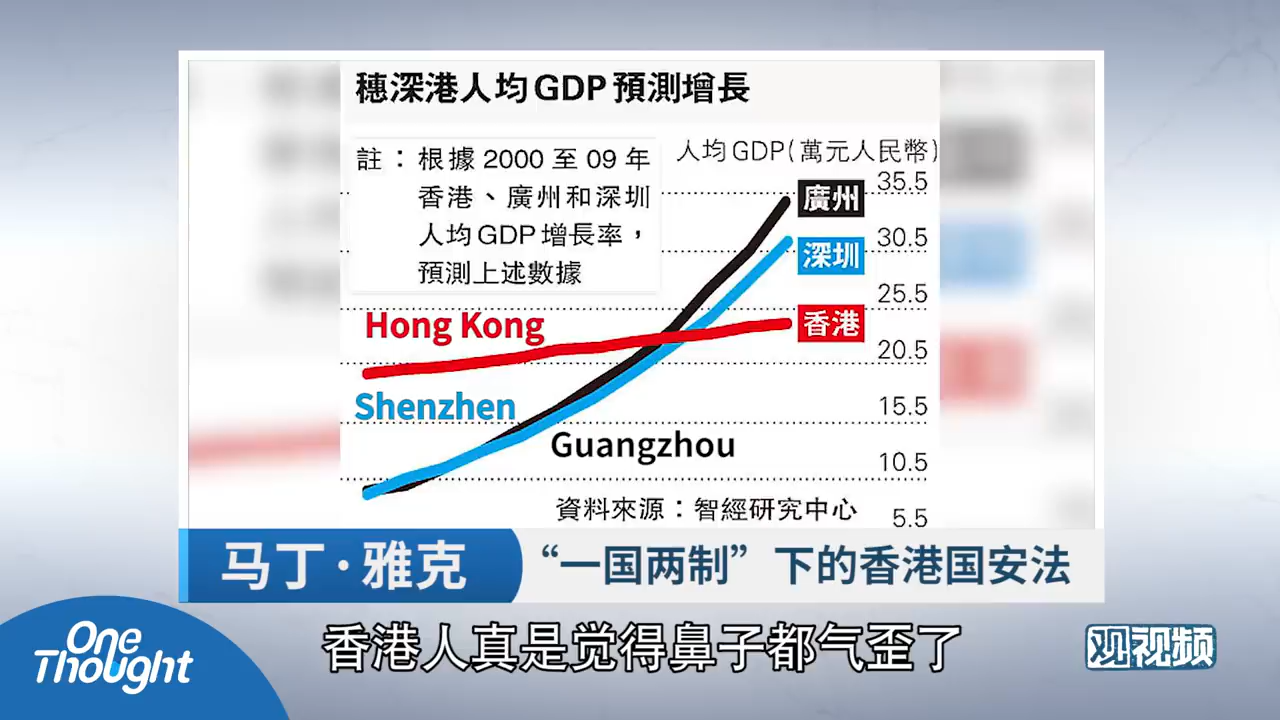 穗深港人均GDP預測增長
註：根據2000至09年
香港、廣州和深圳
人均GDP增長率，
預測上述數據
人均GDP(萬元人民幣)
35.5
廣州
30.5
深圳
25.5
Hong Kong
香港
20.5
Shenzhen
15.5
Guangzhou
10.5
資料來源：智經研究中心
5.5
马丁·雅克
“一国两制”下的香港国安法
One
Thought
香港人真是觉得鼻子都气歪了
观视频